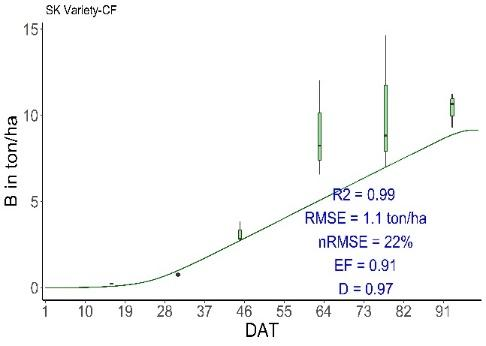 SK Variety-CF
15
10
5
0
B in ton/ha
R2 = 0.99
RMSE = 1.1 ton/ha
nRMSE = 22%
EF = 0.91
D = 0.97
1 10 19 28 37 46 55 64 73 82 91
DAT